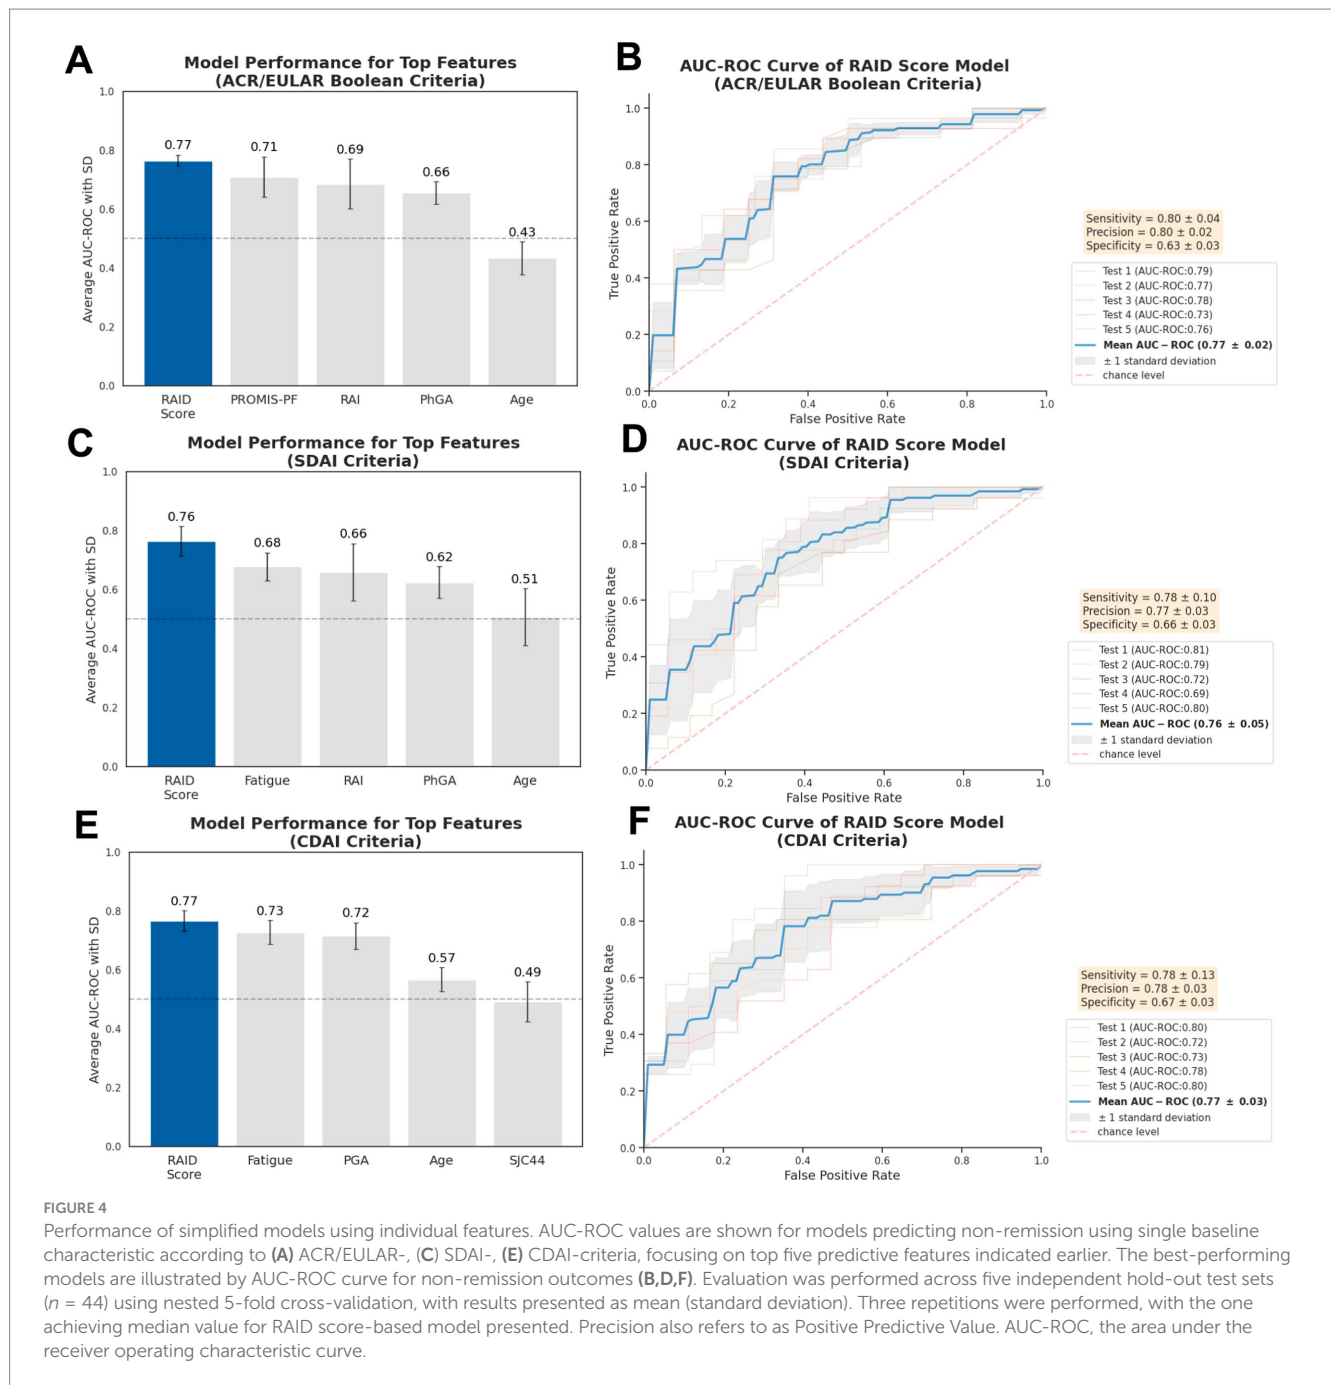 A
Model Performance for Top Features
(ACR/EULAR Boolean Criteria)
Average AUC-ROC with SD
1.0
0.8
0.6
0.4
0.2
0.0
0.77
0.71
0.69
0.66
0.43
RAID Score
PROMIS-PF
RAI
PhGA
Age
B
AUC-ROC Curve of RAID Score Model
(ACR/EULAR Boolean Criteria)
True Positive Rate
1.0
0.8
0.6
0.4
0.2
0.0
0.0 0.2 0.4 0.6 0.8 1.0
False Positive Rate
Sensitivity = 0.80 ± 0.04
Precision = 0.80 ± 0.02
Specificity = 0.63 ± 0.03
Test 1 (AUC-ROC:0.79)
Test 2 (AUC-ROC:0.77)
Test 3 (AUC-ROC:0.78)
Test 4 (AUC-ROC:0.73)
Test 5 (AUC-ROC:0.76)
Mean AUC – ROC (0.77 ± 0.02)
± 1 standard deviation
chance level
C
Model Performance for Top Features
(SDAI Criteria)
Average AUC-ROC with SD
1.0
0.8
0.6
0.4
0.2
0.0
0.76
0.68
0.66
0.62
0.51
RAID Score
Fatigue
RAI
PhGA
Age
D
AUC-ROC Curve of RAID Score Model
(SDAI Criteria)
True Positive Rate
1.0
0.8
0.6
0.4
0.2
0.0
0.0 0.2 0.4 0.6 0.8 1.0
False Positive Rate
Sensitivity = 0.78 ± 0.10
Precision = 0.77 ± 0.03
Specificity = 0.66 ± 0.03
Test 1 (AUC-ROC:0.81)
Test 2 (AUC-ROC:0.79)
Test 3 (AUC-ROC:0.72)
Test 4 (AUC-ROC:0.69)
Test 5 (AUC-ROC:0.80)
Mean AUC – ROC (0.76 ± 0.05)
± 1 standard deviation
chance level
E
Model Performance for Top Features
(CDAI Criteria)
Average AUC-ROC with SD
1.0
0.8
0.6
0.4
0.2
0.0
0.77
0.73
0.72
0.57
0.49
RAID Score
Fatigue
PGA
Age
SJC44
F
AUC-ROC Curve of RAID Score Model
(CDAI Criteria)
True Positive Rate
1.0
0.8
0.6
0.4
0.2
0.0
0.0 0.2 0.4 0.6 0.8 1.0
False Positive Rate
Sensitivity = 0.78 ± 0.13
Precision = 0.78 ± 0.03
Specificity = 0.67 ± 0.03
Test 1 (AUC-ROC:0.80)
Test 2 (AUC-ROC:0.72)
Test 3 (AUC-ROC:0.73)
Test 4 (AUC-ROC:0.78)
Test 5 (AUC-ROC:0.80)
Mean AUC – ROC (0.77 ± 0.03)
± 1 standard deviation
chance level
FIGURE 4
Performance of simplified models using individual features. AUC-ROC values are shown for models predicting non-remission using single baseline
characteristic according to (A) ACR/EULAR-, (C) SDAI-, (E) CDAI-criteria, focusing on top five predictive features indicated earlier. The best-performing
models are illustrated by AUC-ROC curve for non-remission outcomes (B,D,F). Evaluation was performed across five independent hold-out test sets
(n = 44) using nested 5-fold cross-validation, with results presented as mean (standard deviation). Three repetitions were performed, with the one
achieving median value for RAID score-based model presented. Precision also refers to as Positive Predictive Value. AUC-ROC, the area under the
receiver operating characteristic curve.